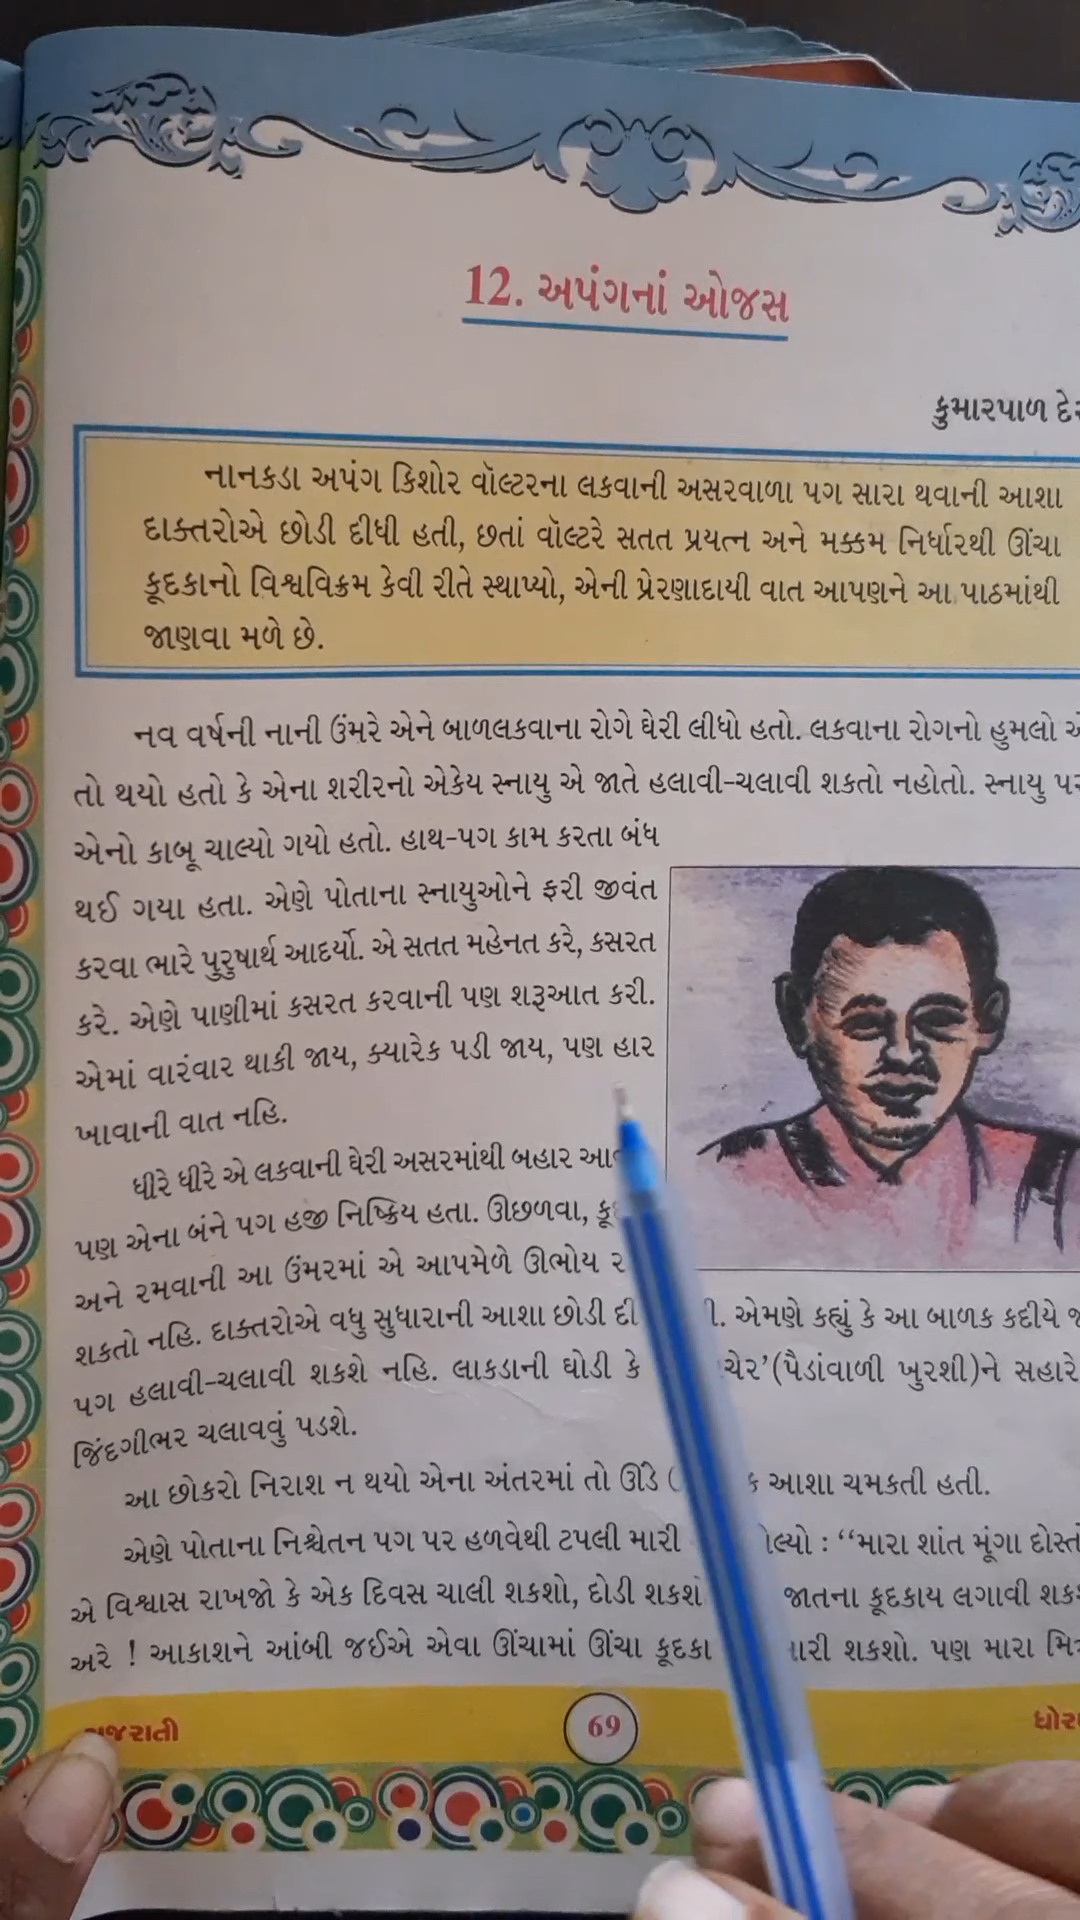 12. અપંગનાં ઓજસ
કુમારપાળ
નાનકડા અપંગ કિશોર વૉલ્ટરના લકવાની અસરવાળા પગ સારા થવાની આશા
દાક્તરોએ છોડી દીધી હતી, છતાં વૉલ્ટરે સતત પ્રયત્ન અને મક્કમ નિર્ધારથી ઊંચા
કૂદકાનો વિશ્વવિક્રમ કેવી રીતે સ્થાપ્યો, એની પ્રેરણાદાયી વાત આપણને આ પાઠમાંથી
જાણવા મળે છે.
નવ વર્ષની નાની ઉંમરે એને બાળલકવાના રોગે ઘેરી લીધો હતો. લકવાના રોગનો હુમલો
તો થયો હતો કે એના શરીરનો એકેય સ્નાયુ એ જાતે હલાવી-ચલાવી શકતો નહોતો. સ્નાયુ
એનો કાબૂ ચાલ્યો ગયો હતો. હાથ-પગ કામ કરતા બંધ
થઈ ગયા હતા. એણે પોતાના સ્નાયુઓને ફરી જીવંત
કરવા ભારે પુરુષાર્થ આદર્યો. એ સતત મહેનત કરે, કસરત
કરે. એણે પાણીમાં કસરત કરવાની પણ શરૂઆત કરી.
એમાં વારંવાર થાકી જાય, ક્યારેક પડી જાય, પણ હાર
ખાવાની વાત નહિ.
ધીરે ધીરે એ લકવાની ઘેરી અસરમાંથી બહાર
પણ એના બંને પગ હજી નિષ્ક્રિય હતા. ઊછળવા,
અને રમવાની આ ઉંમરમાં એ આપમેળે ઊભોય
શકતો નહિ. દાક્તરોએ વધુ સુધારાની આશા છોડી એમણે કહ્યું કે આ બાળક કદીયે
પગ હલાવી-ચલાવી શકશે નહિ. લાકડાની ઘોડી કે ચેર'(પૈડાંવાળી ખુરશી)ને સહારે
જિંદગીભર ચલાવવું પડશે.
આ છોકરો નિરાશ ન થયો એના અંતરમાં તો ઊંડે આશા ચમકતી હતી.
એણે પોતાના નિશ્ચેતન પગ પર હળવેથી ટપલી મારી : “મારા શાંત મૂંગા
એ વિશ્વાસ રાખજો કે એક દિવસ ચાલી શકશો, દોડી જાતના કૂદકાય લગાવી
અરે ! આકાશને આંબી જઈએ એવા ઊંચામાં ઊંચા કૂદકા મારી શકશો. પણ મારા
69